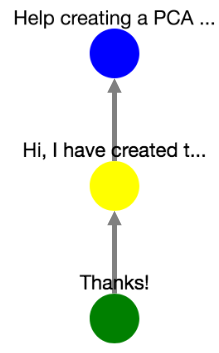 Help creating a PCA ...
Hi, I have created t...
Thanks!